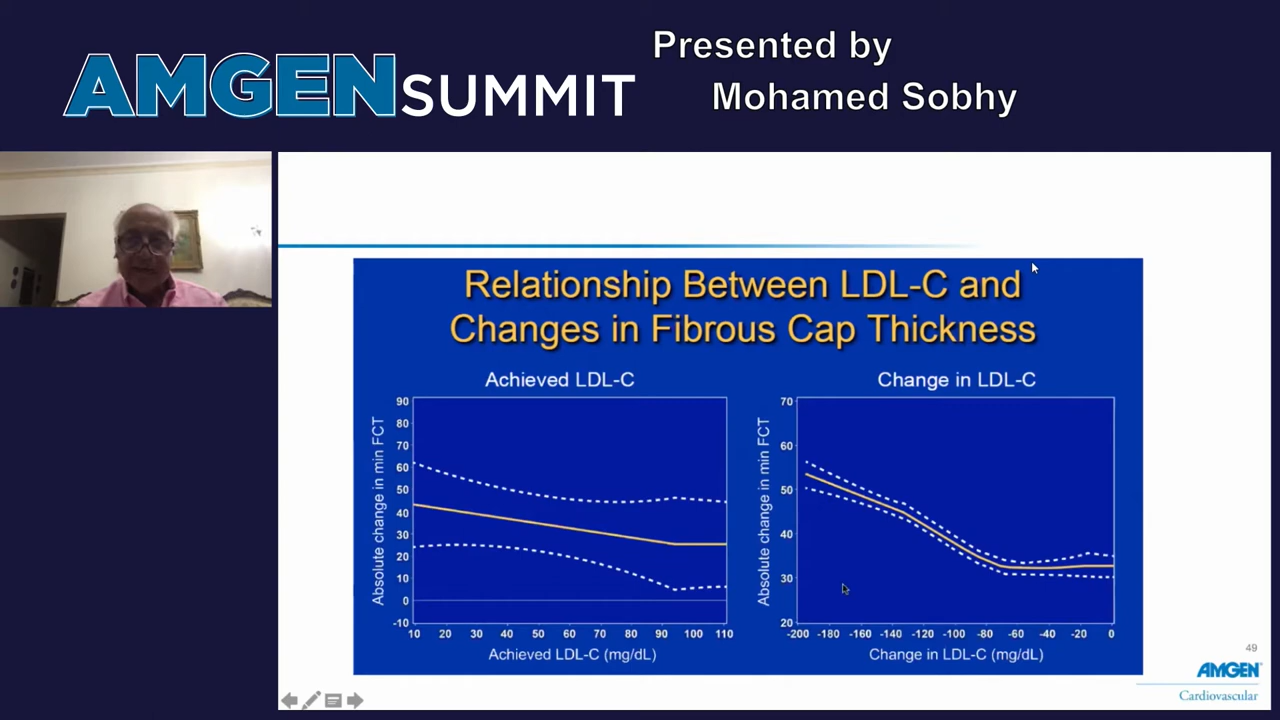 Presented by
AMGEN SUMMIT
Mohamed Sobhy
Relationship Between LDL-C and
Changes in Fibrous Cap Thickness
Achieved LDL-C
Absolute change in min FCT
90
80
70
60
50
40
30
20
10
0
-10
10 20 30 40 50 60 70 80 90 100 110
Achieved LDL-C (mg/dL)
Change in LDL-C
Absolute change in min FCT
70
60
50
40
30
20
-200 -180 -160 -140 -120 -100 -80 -60 -40 -20 0
Change in LDL-C (mg/dL)
49
AMGEN
Cardiovascular